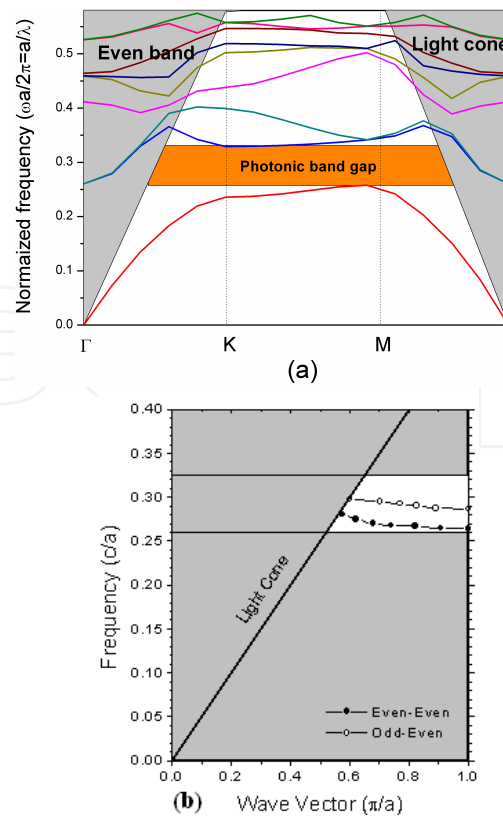 Normaized frequency (ωa/2π=a/λ)
0.5
0.4
0.3
0.2
0.1
0.0
Even band
Light cone
Photonic band gap
Γ
K
M
(a)
Frequency (c/a)
0.40
0.35
0.30
0.25
0.20
0.15
0.10
0.05
0.00
Light Cone
Even-Even
Odd-Even
0.0
0.2
0.4
0.6
0.8
1.0
(b)
Wave Vector (π/a)